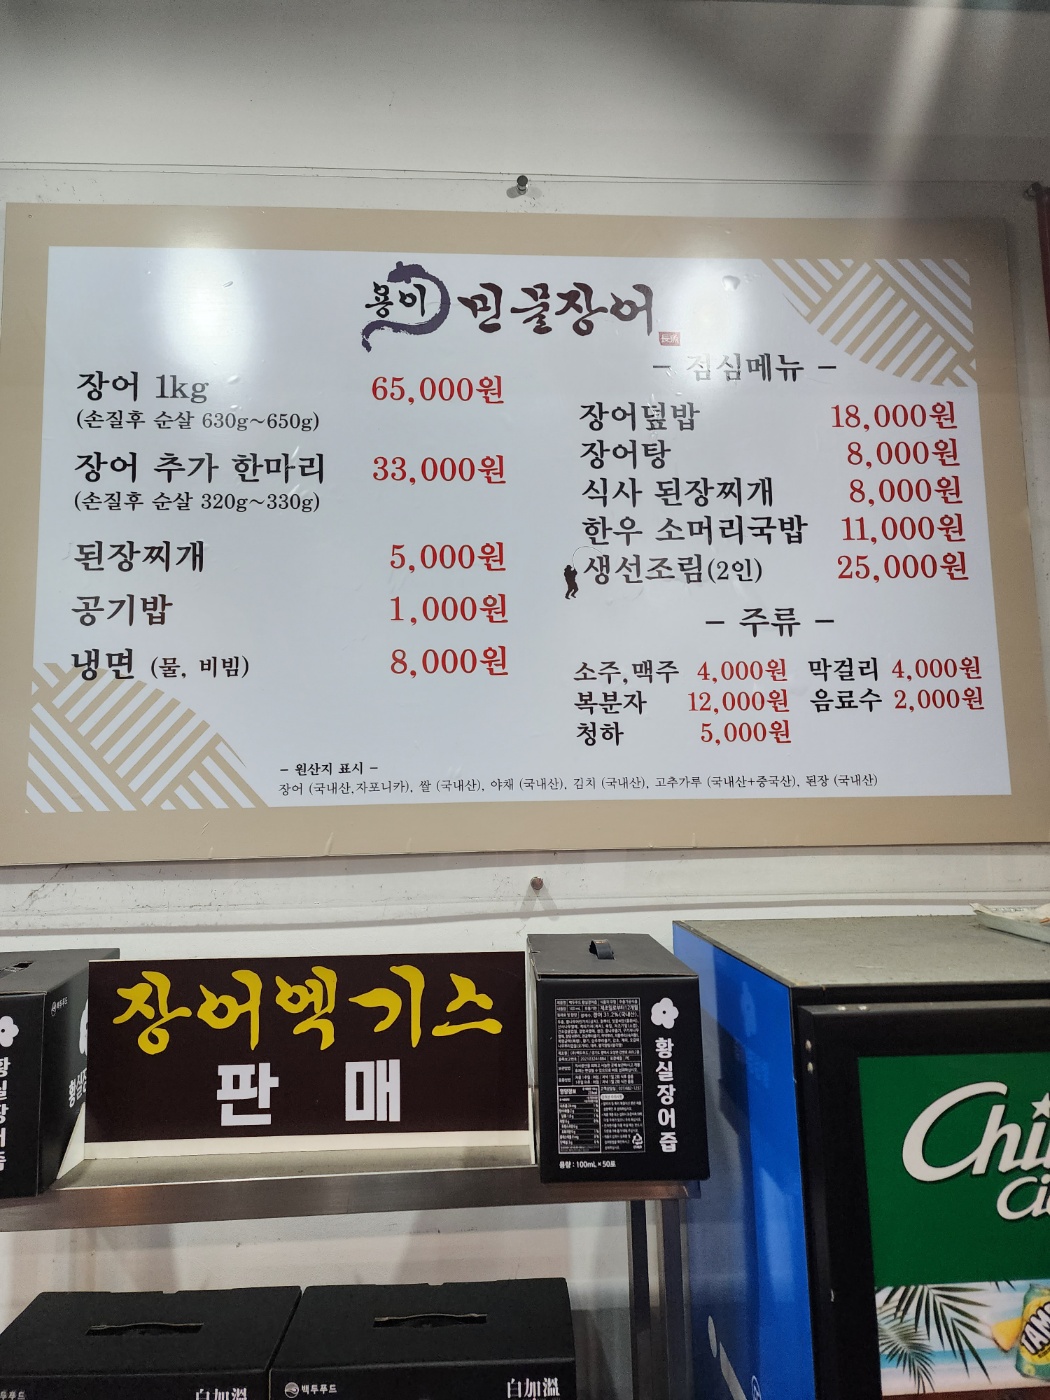 용이 민물장어
장어 1kg 65,000원
(손질후 순살 630g~650g)
장어 추가 한마리 33,000원
(손질후 순살 320g~330g)
된장찌개 5,000원
공기밥 1,000원
냉면 (물, 비빔) 8,000원
- 점심메뉴 -
장어덮밥 18,000원
장어탕 8,000원
식사 된장찌개 8,000원
한우 소머리국밥 11,000원
생선조림(2인) 25,000원
- 주류 -
소주,맥주 4,000원 막걸리 4,000원
복분자 12,000원 음료수 2,000원
청하 5,000원
- 원산지 표시 -
장어 (국내산,자포니카), 쌀 (국내산), 야채 (국내산), 김치 (국내산), 고추가루 (국내산+중국산), 된장 (국내산)
장어엑기스
판 매
황실장어즙
용량 : 100mL × 50포
백두푸드